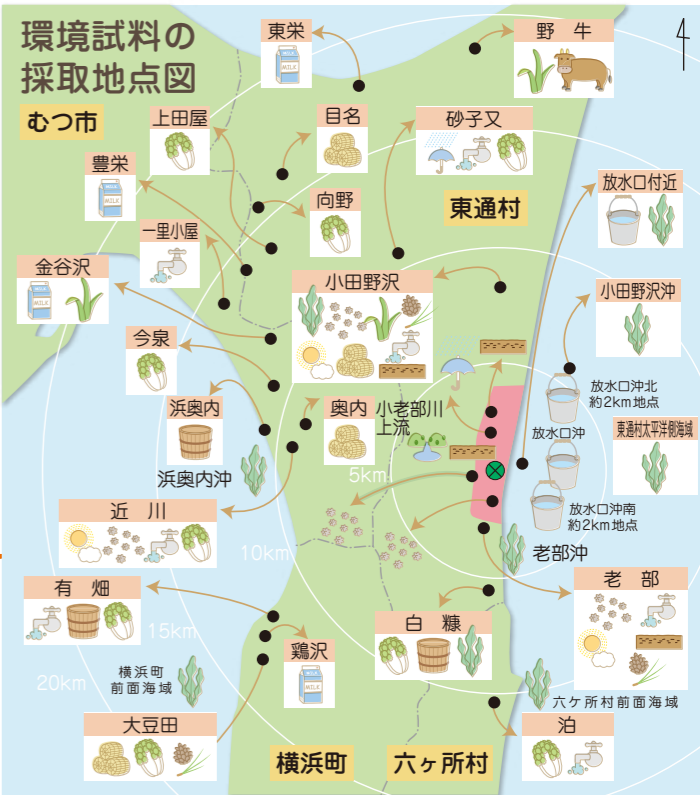 環境試料の
採取地点図
むつ市
東栄
MILK
野牛
上田屋
目名
砂子又
豊栄
MILK
向野
東通村
放水口付近
一里小屋
金谷沢
MILK
小田野沢
小田野沢沖
今泉
浜奥内
奥内
小老部川
上流
放水口沖北
約2km地点
放水口沖
東通村太平洋側海域
浜奥内沖
5km
放水口沖南
約2km地点
近川
10km
老部沖
有畑
老部
白糠
15km
鶏沢
MILK
20km
横浜町
前面海域
六ケ所村前面海域
大豆田
泊
横浜町
六ヶ所村